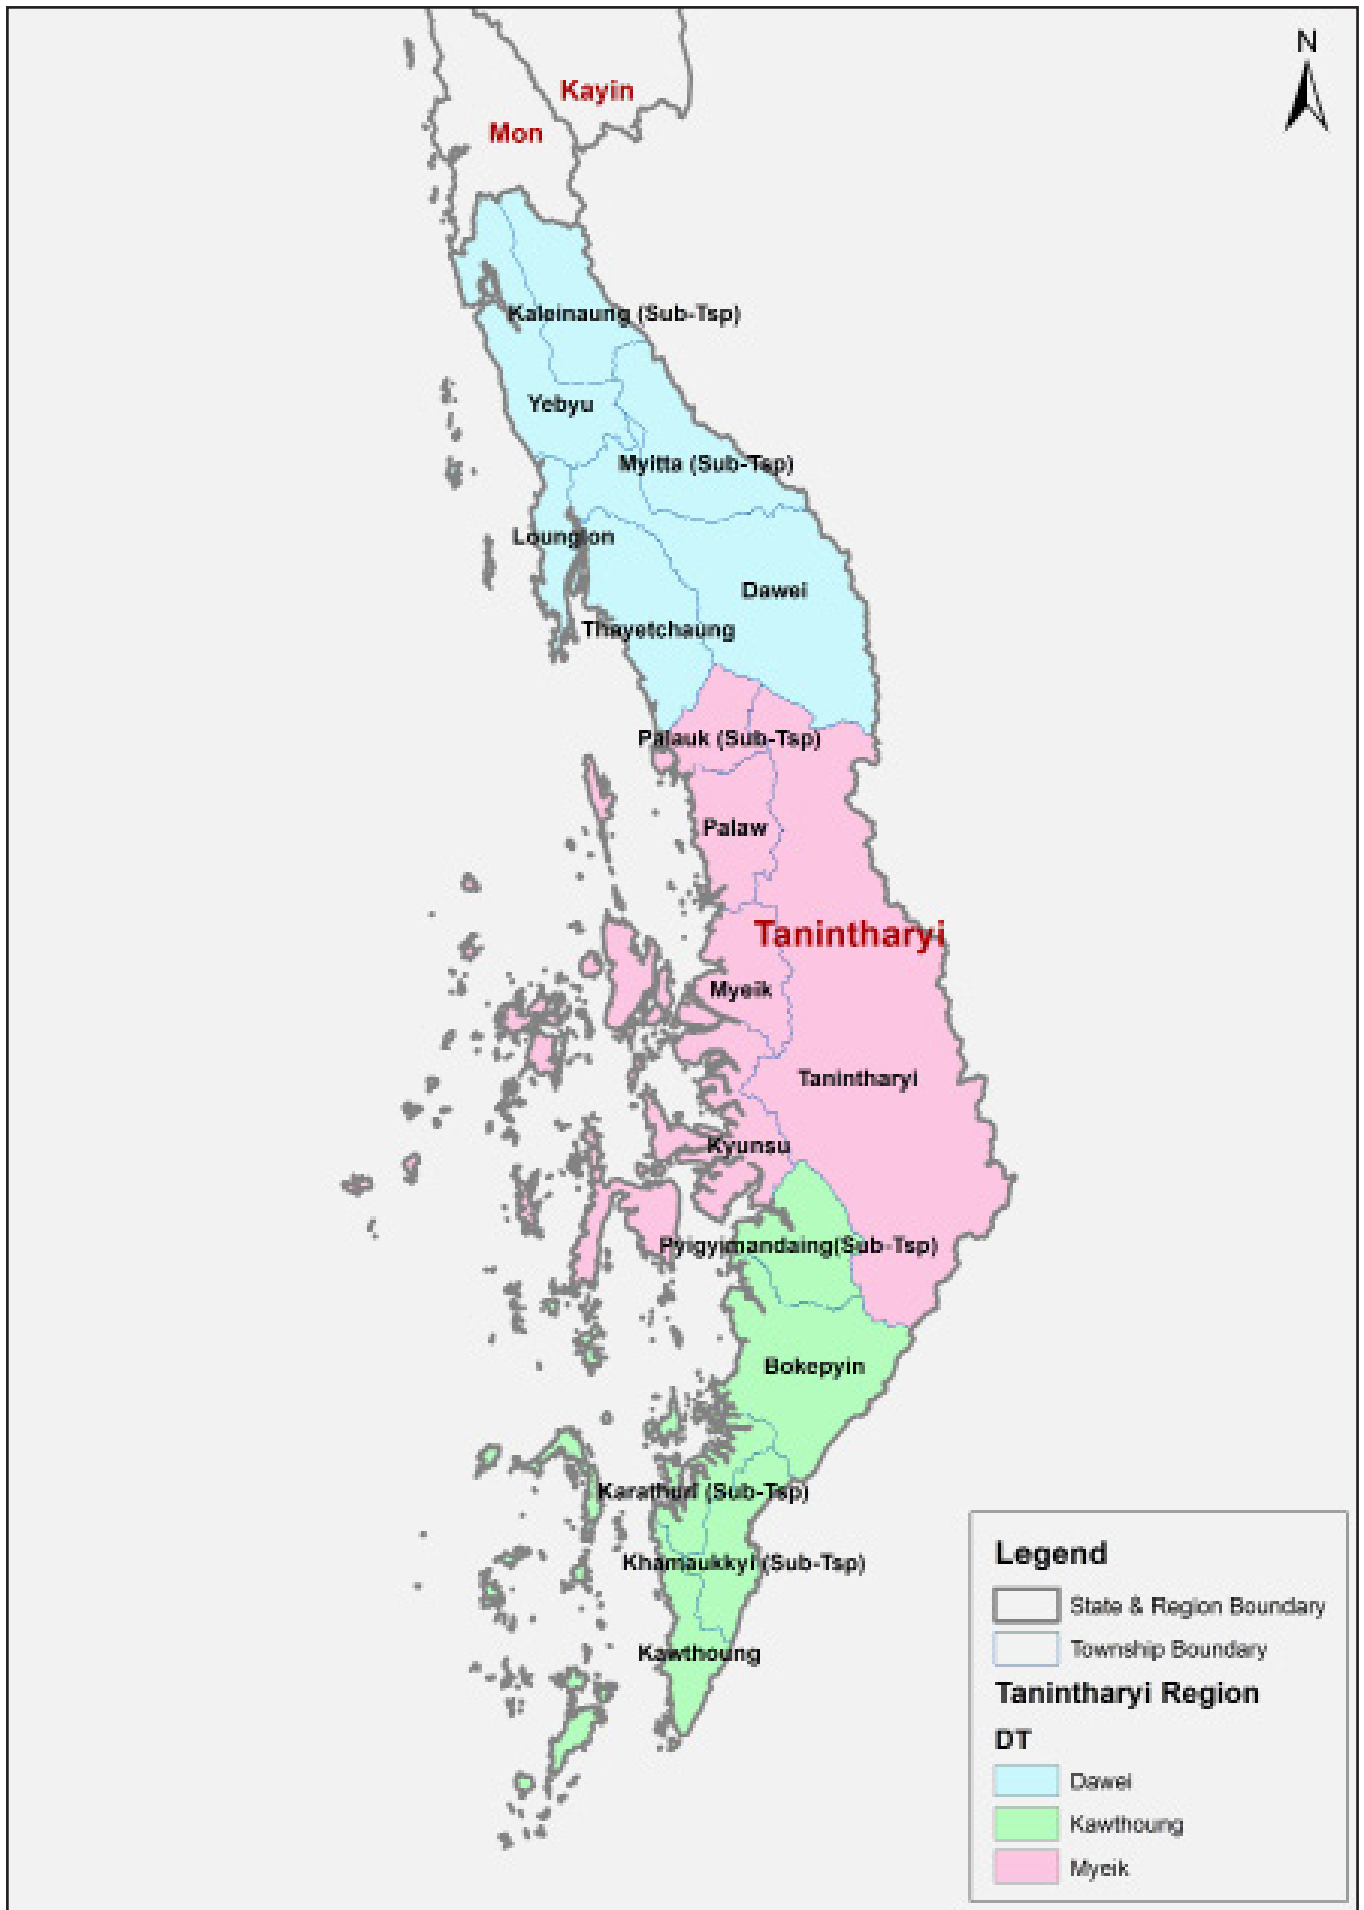 N
Kayin
Mon
Kaleinaung (Sub-Tsp)
Yebyu
Myitta (Sub-Tsp)
Launglon
Dawei
Thayetchaung
Palauk (Sub-Tsp)
Palaw
Tanintharyi
Myeik
Tanintharyi
Kyunsu
Pyigyimandaing(Sub-Tsp)
Bokepyin
Karathuri (Sub-Tsp)
Khamaukkyi (Sub-Tsp)
Kawthoung
Legend
State & Region Boundary
Township Boundary
Tanintharyi Region
DT
Dawei
Kawthoung
Myeik